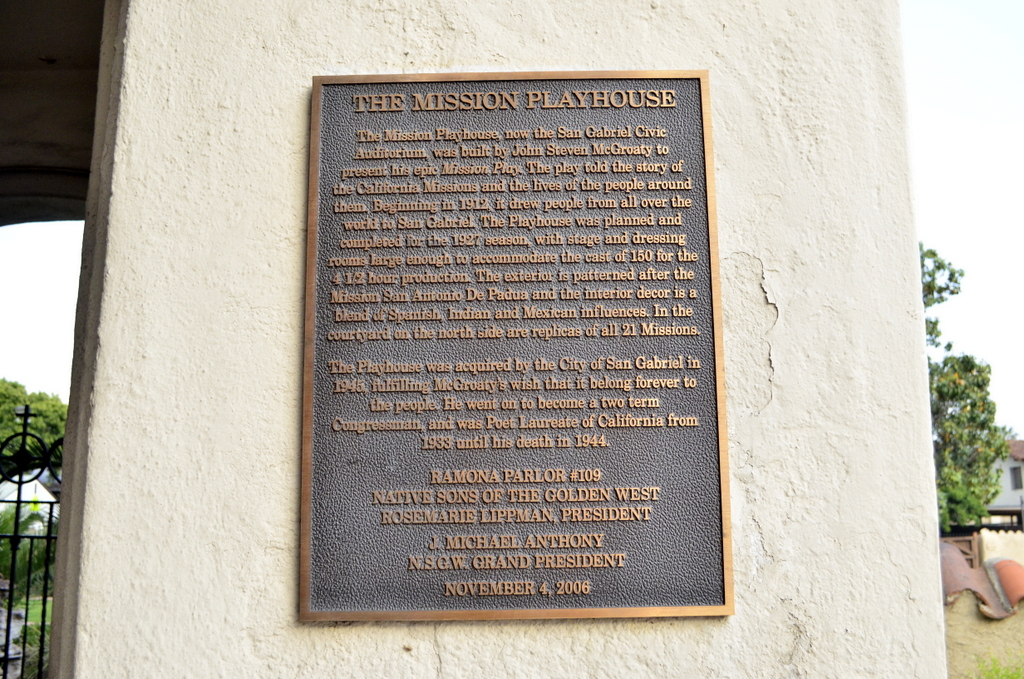 THE MISSION PLAYHOUSE
The Mission Playhouse, now the San Gabriel Civic
Auditorium, was built by John Steven McGroaty to
present his epic Mission Play. The play told the story of
the California Missions and the lives of the people around
them. Beginning in 1912, it drew people from all over the
world to San Gabriel. The Playhouse was planned and
completed for the 1927 season, with stage and dressing
rooms large enough to accommodate the cast of 150 for the
4 1/2 hour production. The exterior is patterned after the
Mission San Antonio De Padua and the interior decor is a
blend of Spanish, Indian and Mexican influences. In the
courtyard on the north side are replicas of all 21 Missions.
The Playhouse was acquired by the City of San Gabriel in
1945, fulfilling McGroaty's wish that it belong forever to
the people. He went on to become a two term
Congressman, and was Poet Laureate of California from
1933 until his death in 1944.
RAMONA PARLOR #109
NATIVE SONS OF THE GOLDEN WEST
ROSEMARIE LIPPMAN, PRESIDENT
J. MICHAEL ANTHONY
N.S.G.W. GRAND PRESIDENT
NOVEMBER 4, 2006